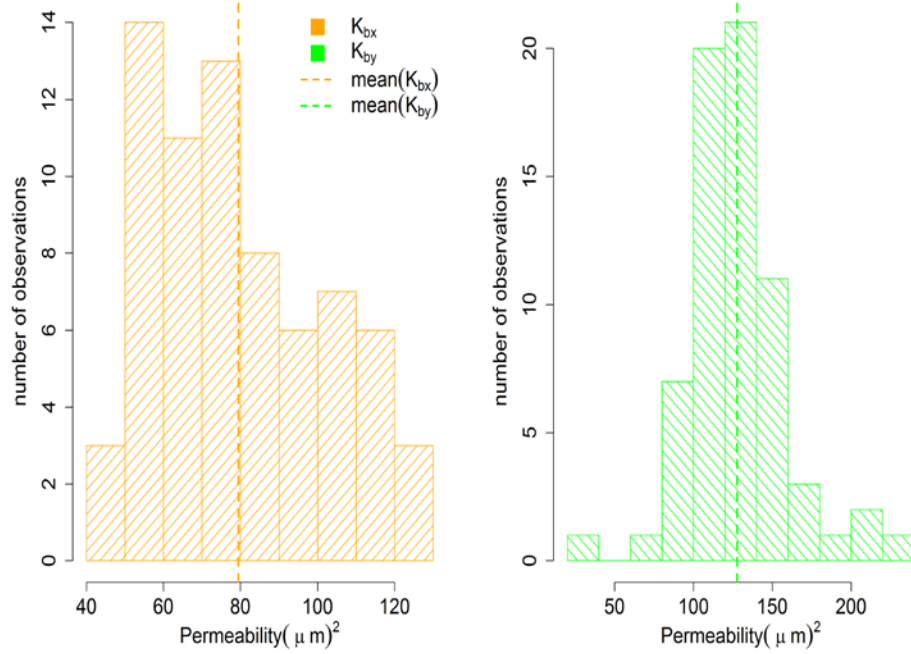 14
12
10
8
6
4
2
0
number of observations
40 60 80 100 120
Permeability( μ m)²
K_bx
K_by
mean(K_bx)
mean(K_by)
20
15
10
5
0
number of observations
50 100 150 200
Permeability( μ m)²